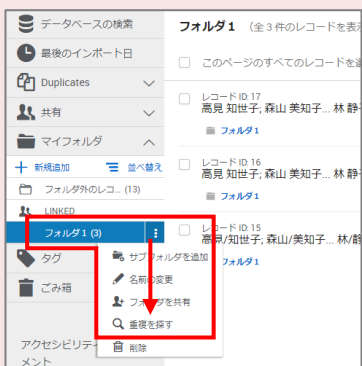 データベースの検索
最後のインポート日
Duplicates
共有
マイフォルダ
新規追加 並べ替え
フォルダ外のレコ... (13)
LINKED
フォルダ1 (3)
サブフォルダを追加
名前の変更
フォルダを共有
重複を探す
削除
タグ
ごみ箱
アクセシビリティ
メント
フォルダ1 (全3件のレコードを表示
このページのすべてのレコードを選
レコード ID: 17
高見 知世子; 森山 美知子... 林 静
フォルダ1
レコード ID: 16
高見 知世子; 森山 美知子... 林 静
フォルダ1
レコード ID: 15
高見/知世子; 森山/美知子... 林/静
フォルダ1